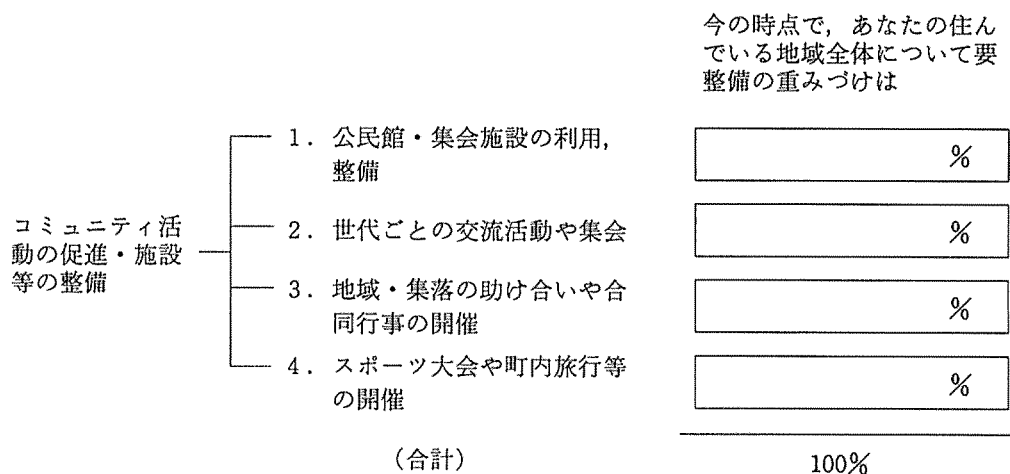 今の時点で，あなたの住ん
でいる地域全体について要
整備の重みづけは
コミュニティ活
動の促進・施設
等の整備
1．公民館・集会施設の利用，
整備
%
2．世代ごとの交流活動や集会
%
3．地域・集落の助け合いや合
同行事の開催
%
4．スポーツ大会や町内旅行等
の開催
%
（合計）
100%